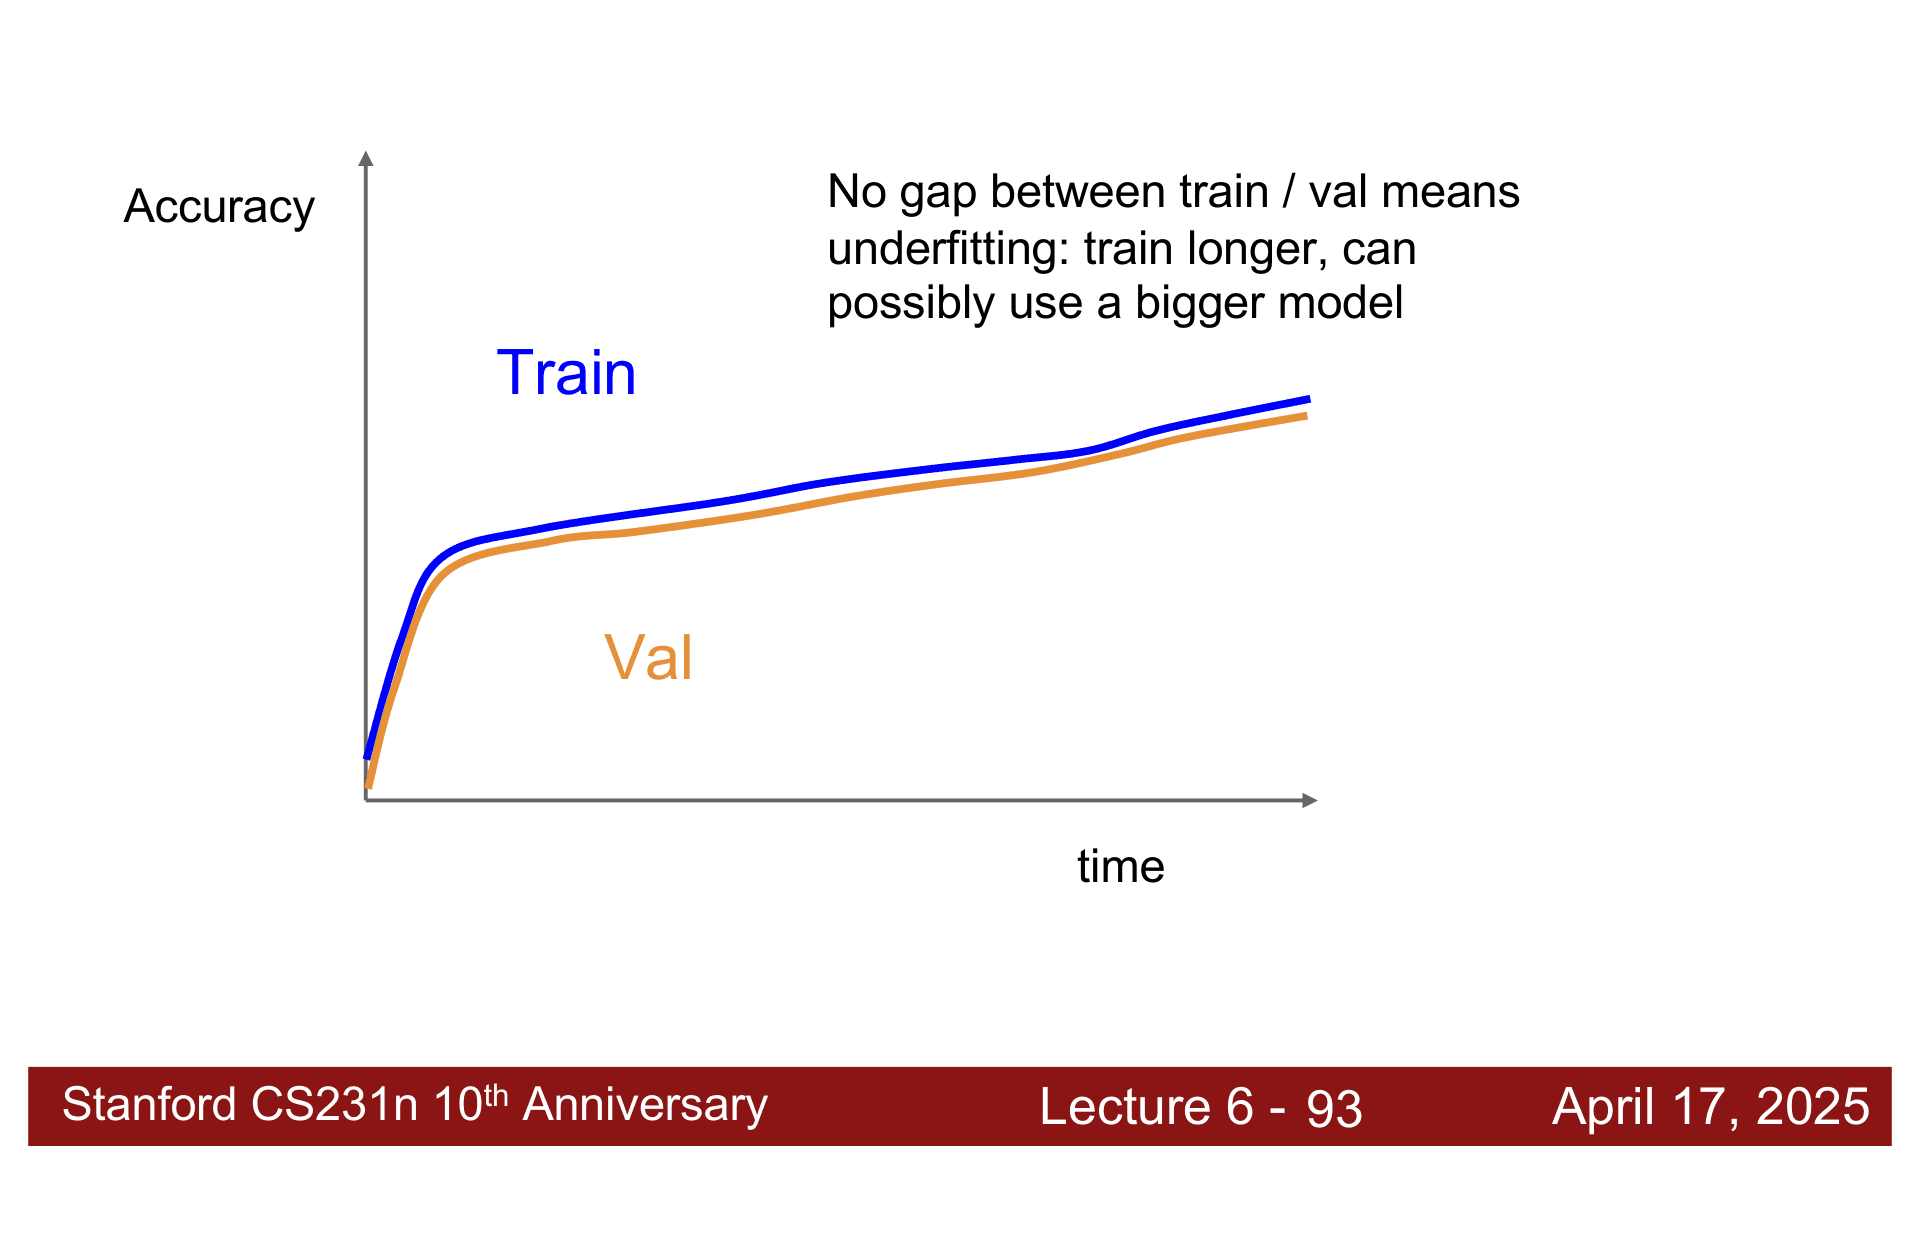 Accuracy
No gap between train / val means
underfitting: train longer, can
possibly use a bigger model
Train
Val
time
Stanford CS231n 10th Anniversary
Lecture 6 - 93
April 17, 2025